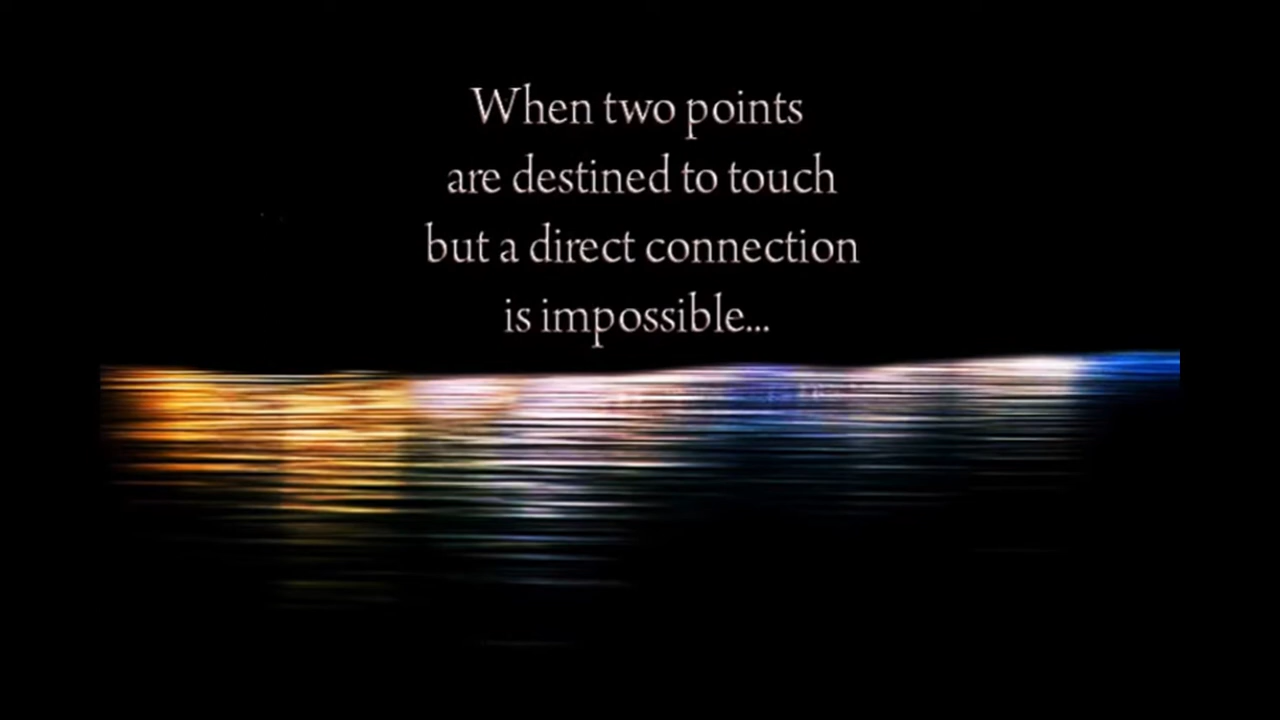 When two points
are destined to touch
but a direct connection
is impossible...